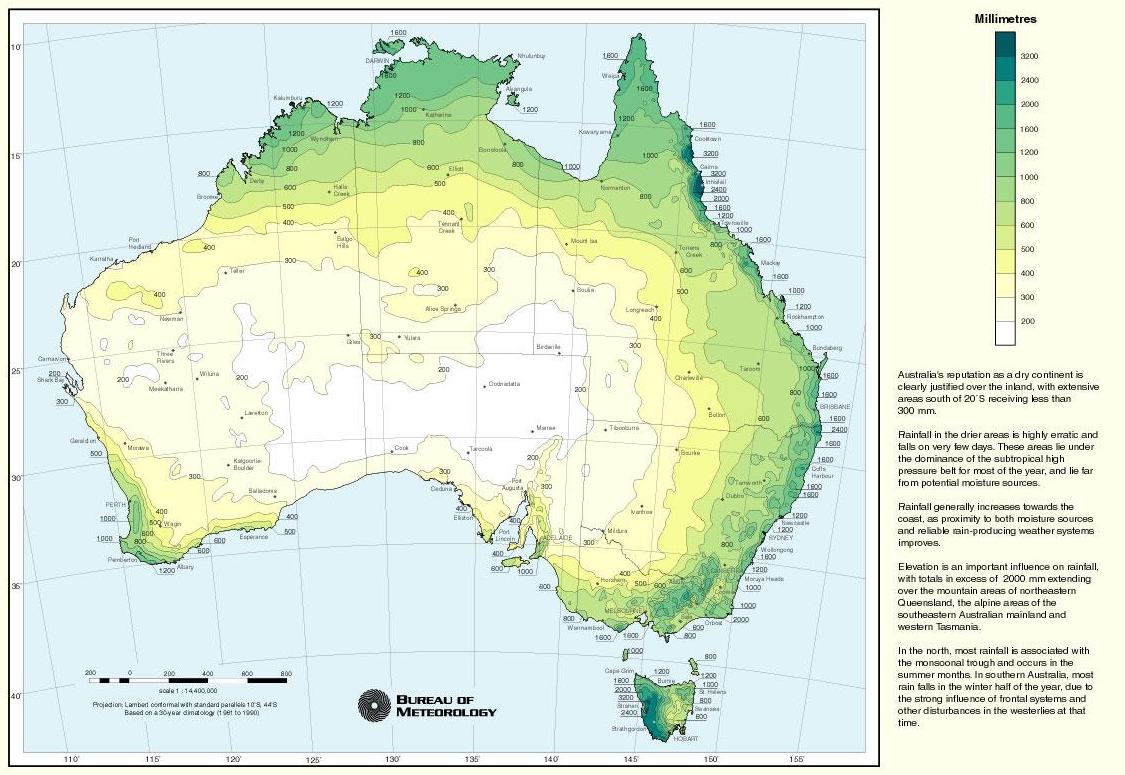 Millimetres
3200
2400
2000
1600
1200
1000
800
600
500
400
300
200
Australia's reputation as a dry continent is
clearly justified over the inland, with extensive
areas south of 20°S receiving less than
300 mm.
Rainfall in the drier areas is highly erratic and
falls on very few days. These areas lie under
the dominance of the subtropical high
pressure belt for most of the year, and lie far
from potential moisture sources.
Rainfall generally increases towards the
coast, as proximity to both moisture sources
and reliable rain-producing weather systems
improves.
Elevation is an important influence on rainfall,
with totals in excess of 2000 mm extending
over the mountain areas of northeastern
Queensland, the alpine areas of the
southeastern Australian mainland and
western Tasmania.
In the north, most rainfall is associated with
the monsoonal trough and occurs in the
summer months. In southern Australia, most
rain falls in the winter half of the year, due to
the strong influence of frontal systems and
other disturbances in the westerlies at that
time.
10°
15°
20°
25°
30°
35°
40°
DARWIN
Nhulunbuy
Alyangula
Katherine
Kalumburu
Wyndham
Weipa
Kowanyama
Cooktown
Cairns
Innisfail
Townsville
Borroloola
Normanton
Elliott
Derby
Broome
Halls
Creek
Tennant
Creek
Balgo
Hills
Mount Isa
Torrens
Creek
Mackay
Port
Hedland
Karratha
Telfer
Newman
Alice Springs
Boulia
Longreach
Rockhampton
Giles
Yulara
Birdsville
Bundaberg
Carnarvon
Shark Bay
Three
Rivers
Wiluna
Meekatharra
Oodnadatta
Charleville
Taroom
BRISBANE
Laverton
Bollon
Geraldton
Morawa
Kalgoorlie-
Boulder
Cook
Tarcoola
Marree
Tibooburra
Bourke
Coffs
Harbour
Balladonia
Ceduna
Port
Augusta
Tamworth
Dubbo
PERTH
Wagin
Esperance
Elliston
Port
Lincoln
ADELAIDE
Ivanhoe
Mildura
Newcastle
SYDNEY
Wollongong
Pemberton
Albany
Horsham
CANBERRA
Moruya Heads
MELBOURNE
Warrnambool
Sale
Orbost
Cape Grim
Burnie
St. Helens
Swansea
Strahan
Strathgordon
HOBART
200 0 200 400 600 800
scale 1 : 14,400,000
Projection: Lambert conformal with standard parallels 10°S, 44°S
Based on a 30-year climatology (1961 to 1990)
BUREAU OF
METEOROLOGY
110° 115° 120° 125° 130° 135° 140° 145° 150° 155°